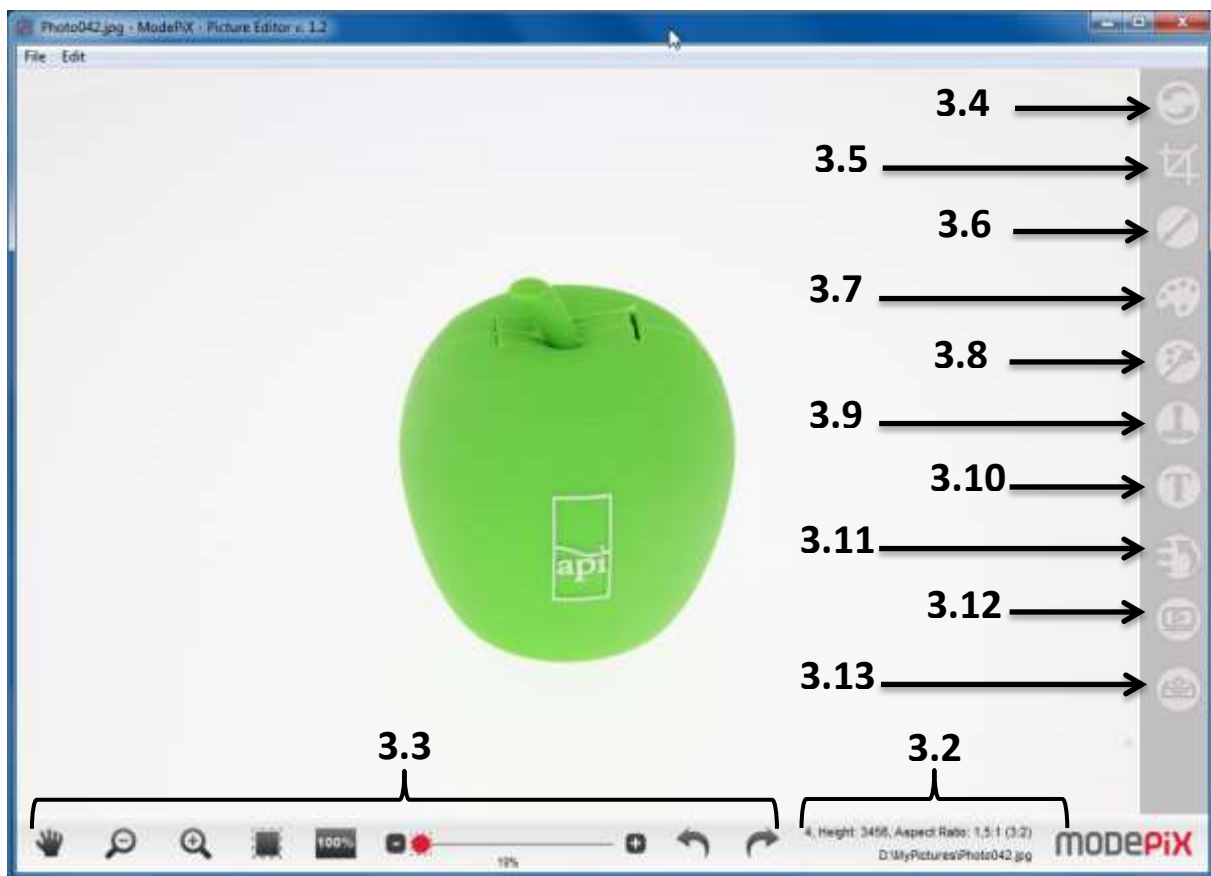 Photo042.jpg - ModePiX - Picture Editor v. 1.2
File Edit
3.4
3.5
3.6
3.7
3.8
3.9
3.10
3.11
3.12
3.13
api
3.3
3.2
100%
19%
4, Height: 3456, Aspect Ratio: 1,5:1 (3:2)
D:\MyPictures\Photo042.jpg
MODEPiX